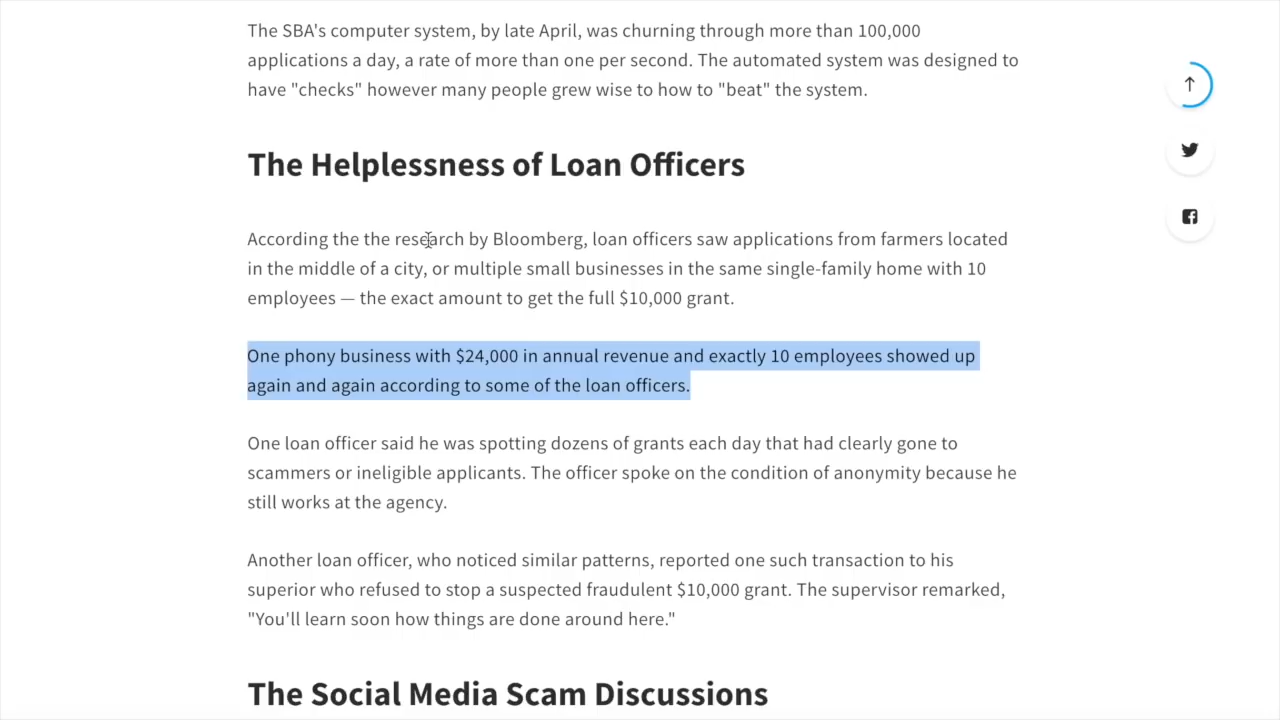 The SBA's computer system, by late April, was churning through more than 100,000
applications a day, a rate of more than one per second. The automated system was designed to
have "checks" however many people grew wise to how to "beat" the system.
The Helplessness of Loan Officers
According the the research by Bloomberg, loan officers saw applications from farmers located
in the middle of a city, or multiple small businesses in the same single-family home with 10
employees — the exact amount to get the full $10,000 grant.
One phony business with $24,000 in annual revenue and exactly 10 employees showed up
again and again according to some of the loan officers.
One loan officer said he was spotting dozens of grants each day that had clearly gone to
scammers or ineligible applicants. The officer spoke on the condition of anonymity because he
still works at the agency.
Another loan officer, who noticed similar patterns, reported one such transaction to his
superior who refused to stop a suspected fraudulent $10,000 grant. The supervisor remarked,
"You'll learn soon how things are done around here."
The Social Media Scam Discussions